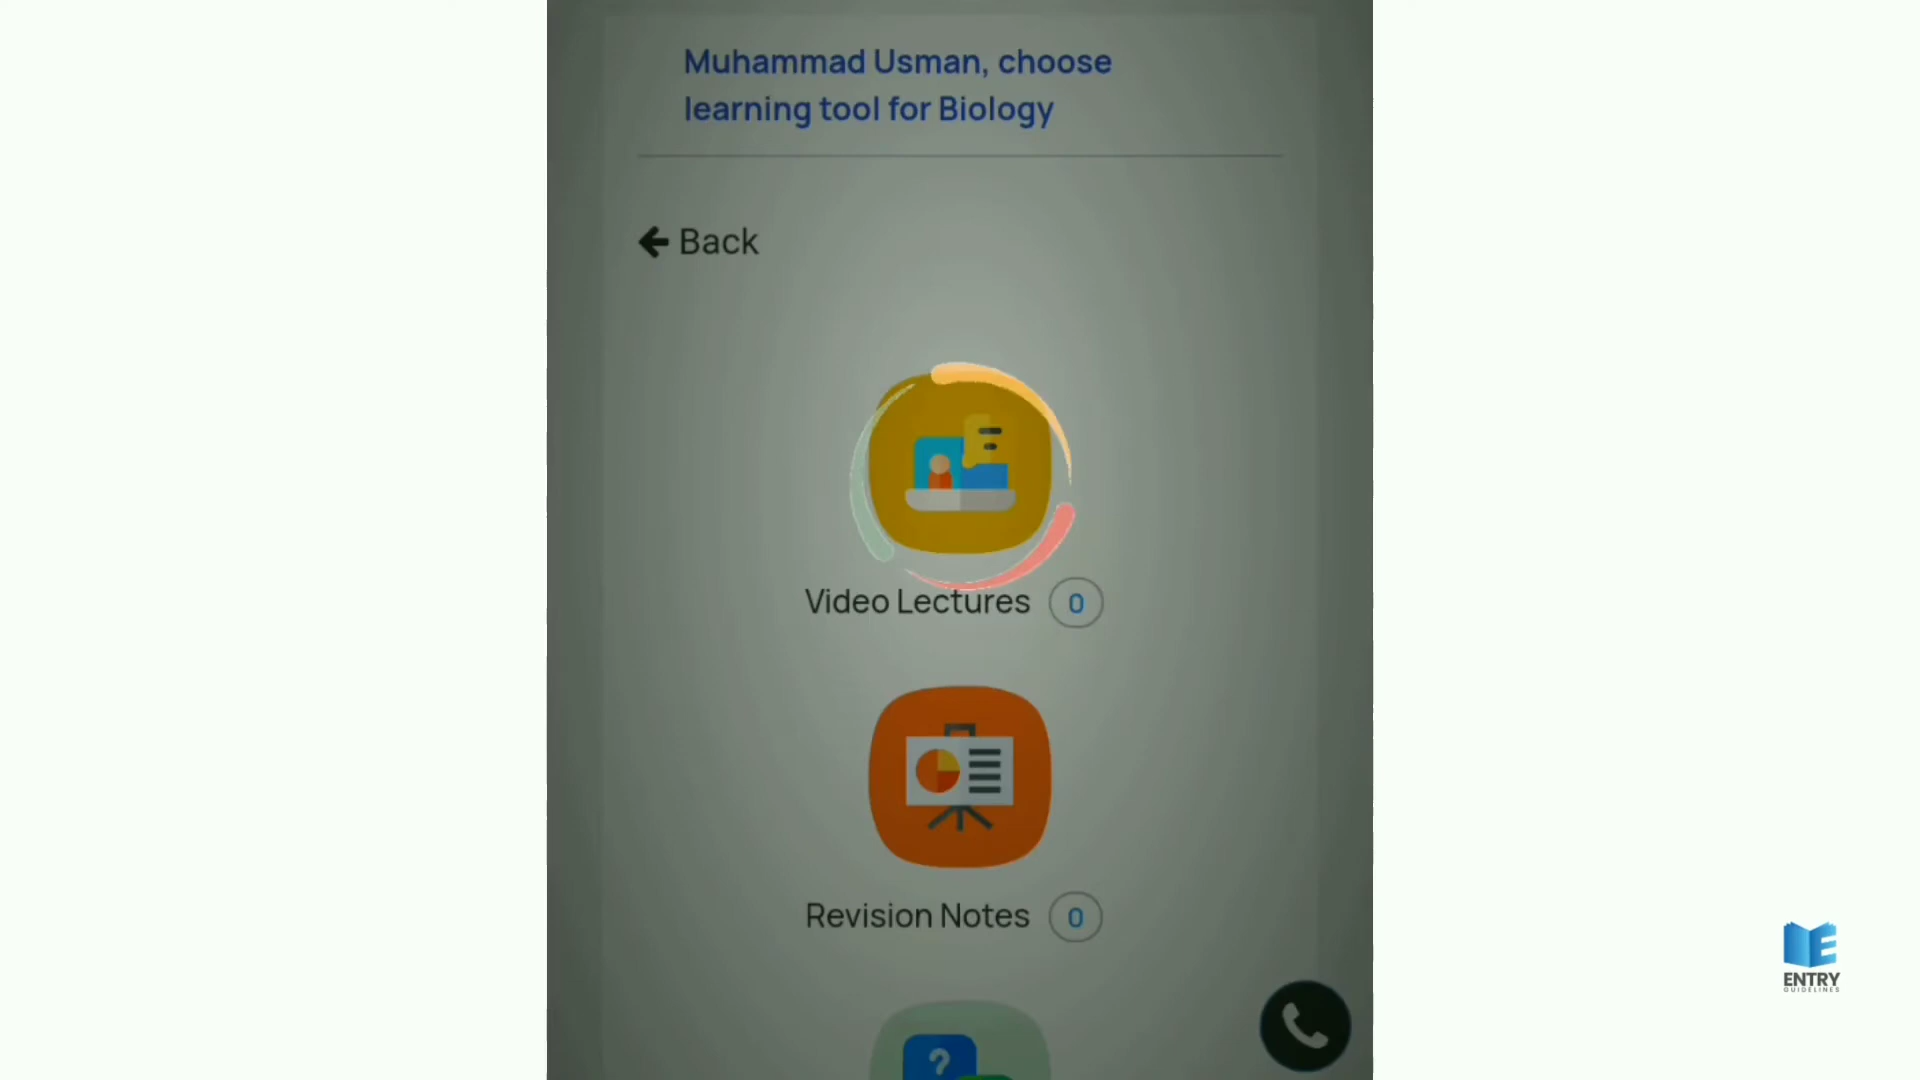 Muhammad Usman, choose
learning tool for Biology
Back
Video Lectures 0
Revision Notes 0
?
E
ENTRY
GUIDELINES